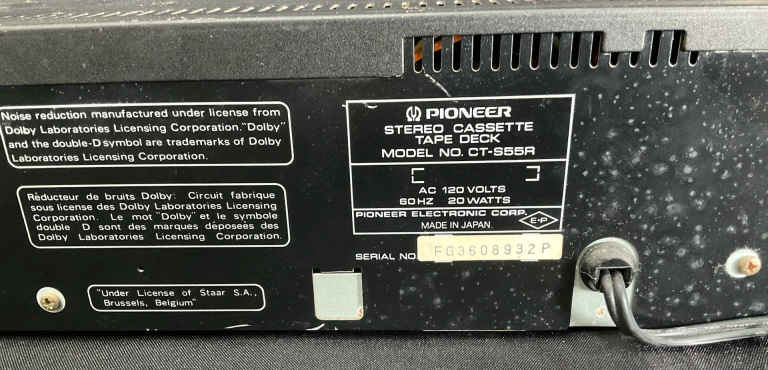 Noise reduction manufactured under license from
Dolby Laboratories Licensing Corporation. "Dolby"
and the double-D symbol are trademarks of Dolby
Laboratories Licensing Corporation.
Réducteur de bruits Dolby: Circuit fabrique
sous license des Dolby Laboratories Licensing
Corporation. Le mot "Dolby" et le symbole
double D sont des marques déposées des
Dolby Laboratories Licensing Corporation.
"Under License of Staar S.A.,
Brussels, Belgium"
PIONEER
STEREO CASSETTE
TAPE DECK
MODEL NO. CT-S55R
AC 120 VOLTS
60HZ 20 WATTS
PIONEER ELECTRONIC CORP.
MADE IN JAPAN.
E-P
SERIAL NO. FG3608932P